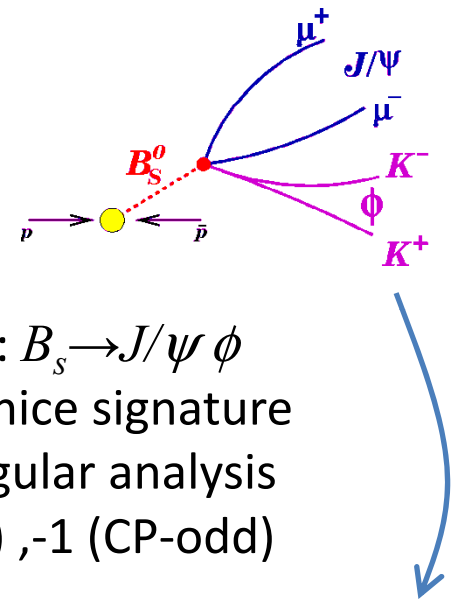 μ⁺
J/ψ
μ⁻
B⁰S
K⁻
ϕ
p
p̄
K⁺
: Bs→J/ψ ϕ
nice signature
gular analysis
) ,-1 (CP-odd)